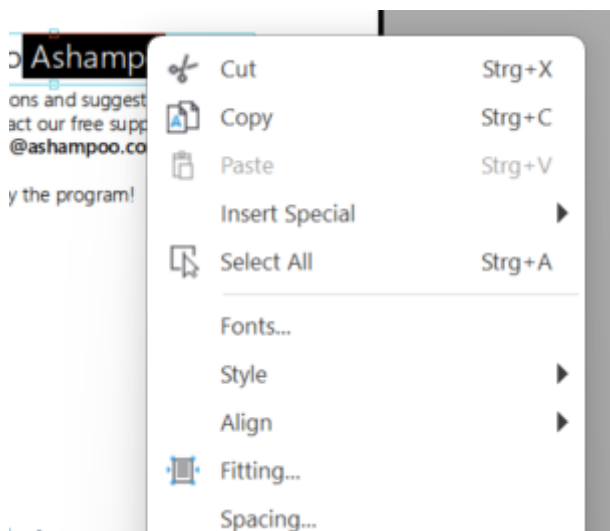 Ashamp
ons and suggest
act our free supp
@ashampoo.co
y the program!
Cut Strg+X
Copy Strg+C
Paste Strg+V
Insert Special
Select All Strg+A
Fonts...
Style
Align
Fitting...
Spacing...